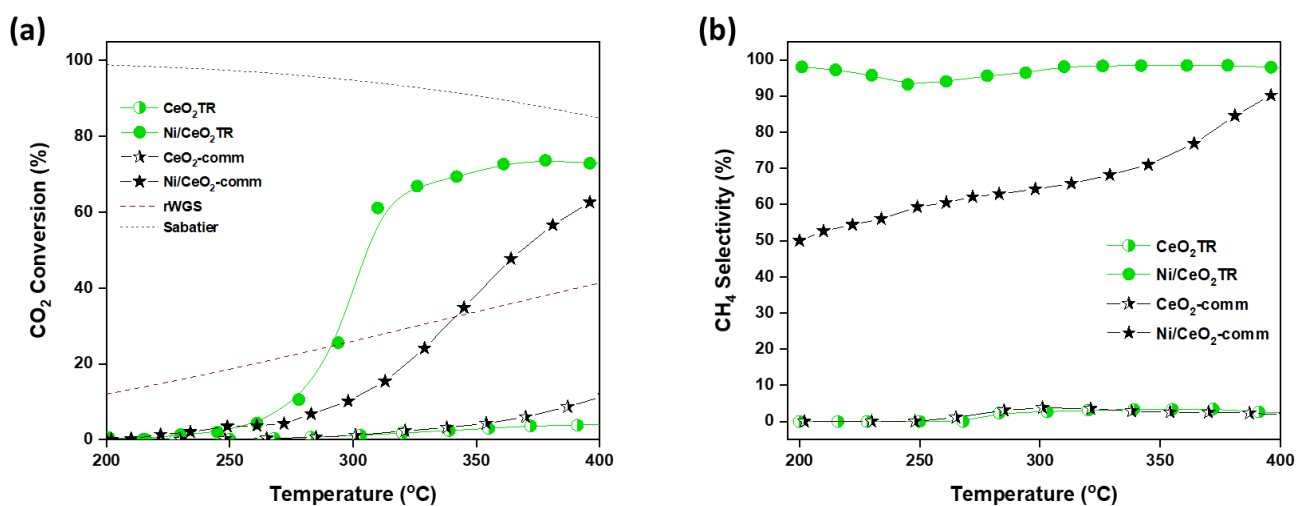 (a)
CO₂ Conversion (%)
100
80
60
40
20
0
CeO₂TR
Ni/CeO₂TR
CeO₂-comm
Ni/CeO₂-comm
rWGS
Sabatier
200 250 300 350 400
Temperature (°C)
(b)
CH₄ Selectivity (%)
100
90
80
70
60
50
40
30
20
10
0
CeO₂TR
Ni/CeO₂TR
CeO₂-comm
Ni/CeO₂-comm
200 250 300 350 400
Temperature (°C)